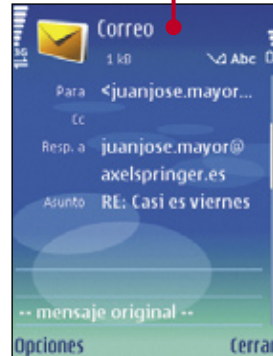 Correo
1 kB Abc
Para <juanjose.mayor...
Cc
Resp. a juanjose.mayor@
axelspringer.es
Asunto RE: Casi es viernes
-- mensaje original --
Opciones Cerrar